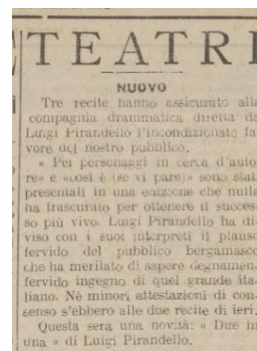 TEATRI
NUOVO
Tre recite hanno assicurato alla
compagnia drammatica diretta da
Luigi Pirandello l'incondizionato fa-
vore del nostro pubblico.
« Pei personaggi in cerca d'auto-
re» e «così è (se vi pare)» sono stati
presentati in una edizione che nulla
ha trascurato per ottenere il succes-
so più vivo. Luigi Pirandello ha di-
viso con i suoi interpreti il plauso
fervido del pubblico bergamasco
che ha meritato di sapere degnamen.
fervido ingegno di quel grande ita-
liano. Nè minori attestazioni di con-
senso s'ebbero alle due recite di ieri.
Questa sera una novità: « Due in
una » di Luigi Pirandello.